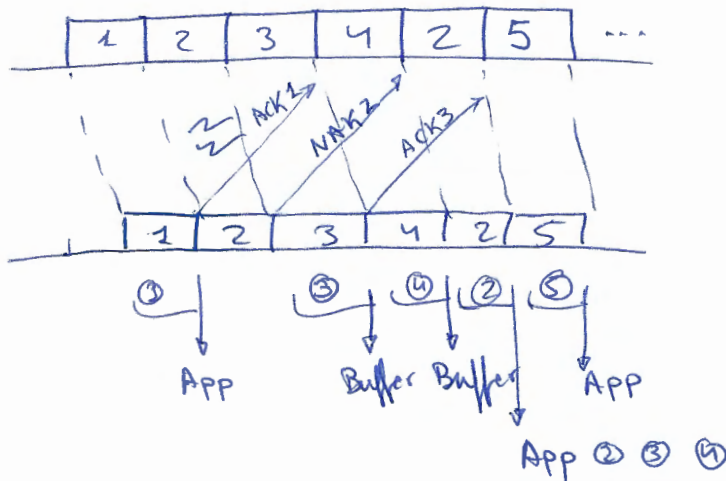 1 2 3 4 2 5 ...
ACK1 NAK2 ACK3
1 2 3 4 2 5
① ③ ④ ② ⑤
App Buffer Buffer App
App ② ③ ④